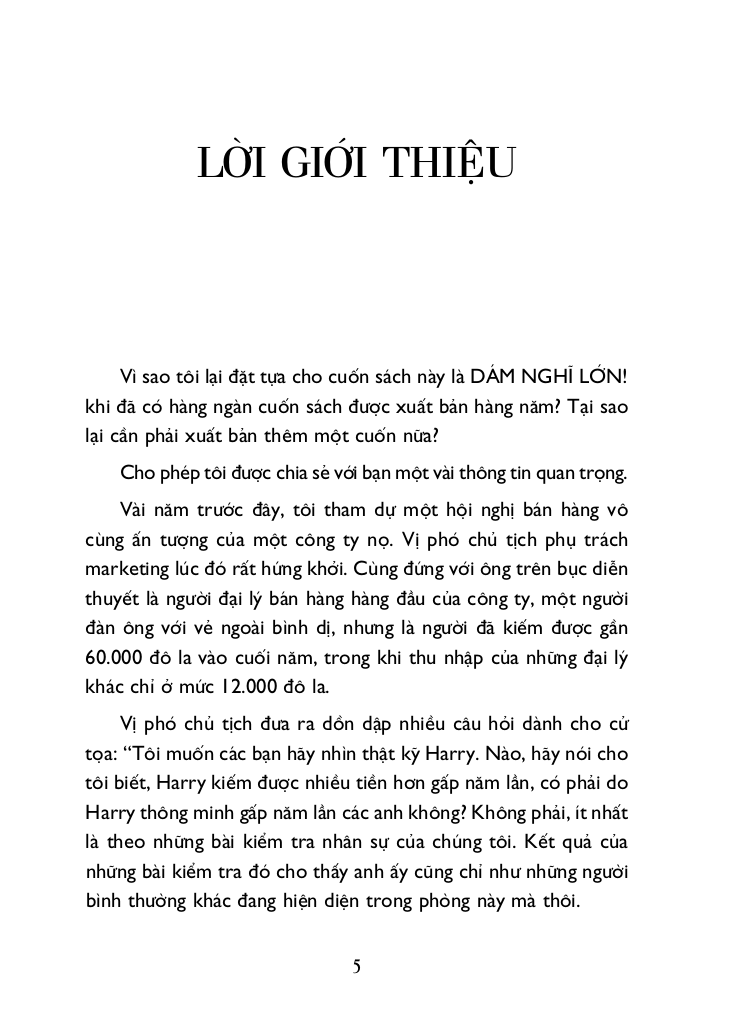 LỜI GIỚI THIỆU
Vì sao tôi lại đặt tựa cho cuốn sách này là DÁM NGHĨ LỚN!
khi đã có hàng ngàn cuốn sách được xuất bản hàng năm? Tại sao
lại cần phải xuất bản thêm một cuốn nữa?
Cho phép tôi được chia sẻ với bạn một vài thông tin quan trọng.
Vài năm trước đây, tôi tham dự một hội nghị bán hàng vô
cùng ấn tượng của một công ty nọ. Vị phó chủ tịch phụ trách
marketing lúc đó rất hứng khởi. Cùng đứng với ông trên bục diễn
thuyết là người đại lý bán hàng hàng đầu của công ty, một người
đàn ông với vẻ ngoài bình dị, nhưng là người đã kiếm được gần
60.000 đô la vào cuối năm, trong khi thu nhập của những đại lý
khác chỉ ở mức 12.000 đô la.
Vị phó chủ tịch đưa ra dồn dập nhiều câu hỏi dành cho cử
tọa: “Tôi muốn các bạn hãy nhìn thật kỹ Harry. Nào, hãy nói cho
tôi biết, Harry kiếm được nhiều tiền hơn gấp năm lần, có phải do
Harry thông minh gấp năm lần các anh không? Không phải, ít nhất
là theo những bài kiểm tra nhân sự của chúng tôi. Kết quả của
những bài kiểm tra đó cho thấy anh ấy cũng chỉ như những người
bình thường khác đang hiện diện trong phòng này mà thôi.
5